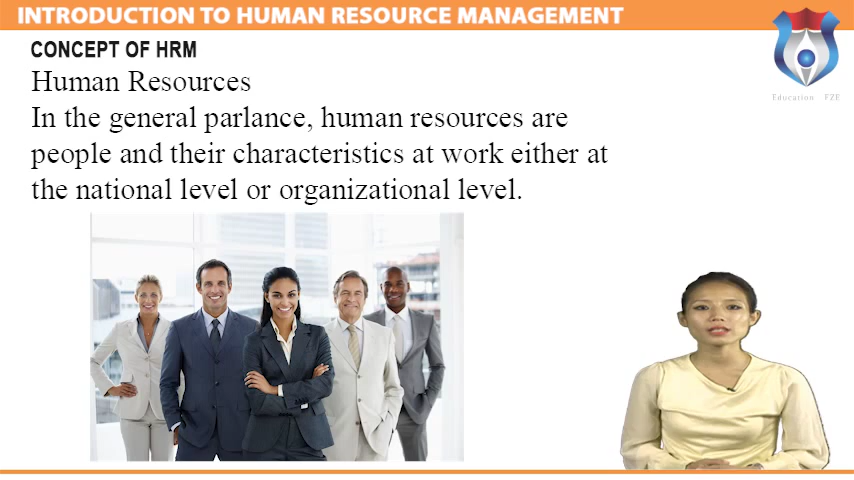 INTRODUCTION TO HUMAN RESOURCE MANAGEMENT
CONCEPT OF HRM
Human Resources
In the general parlance, human resources are
people and their characteristics at work either at
the national level or organizational level.
Education FZE